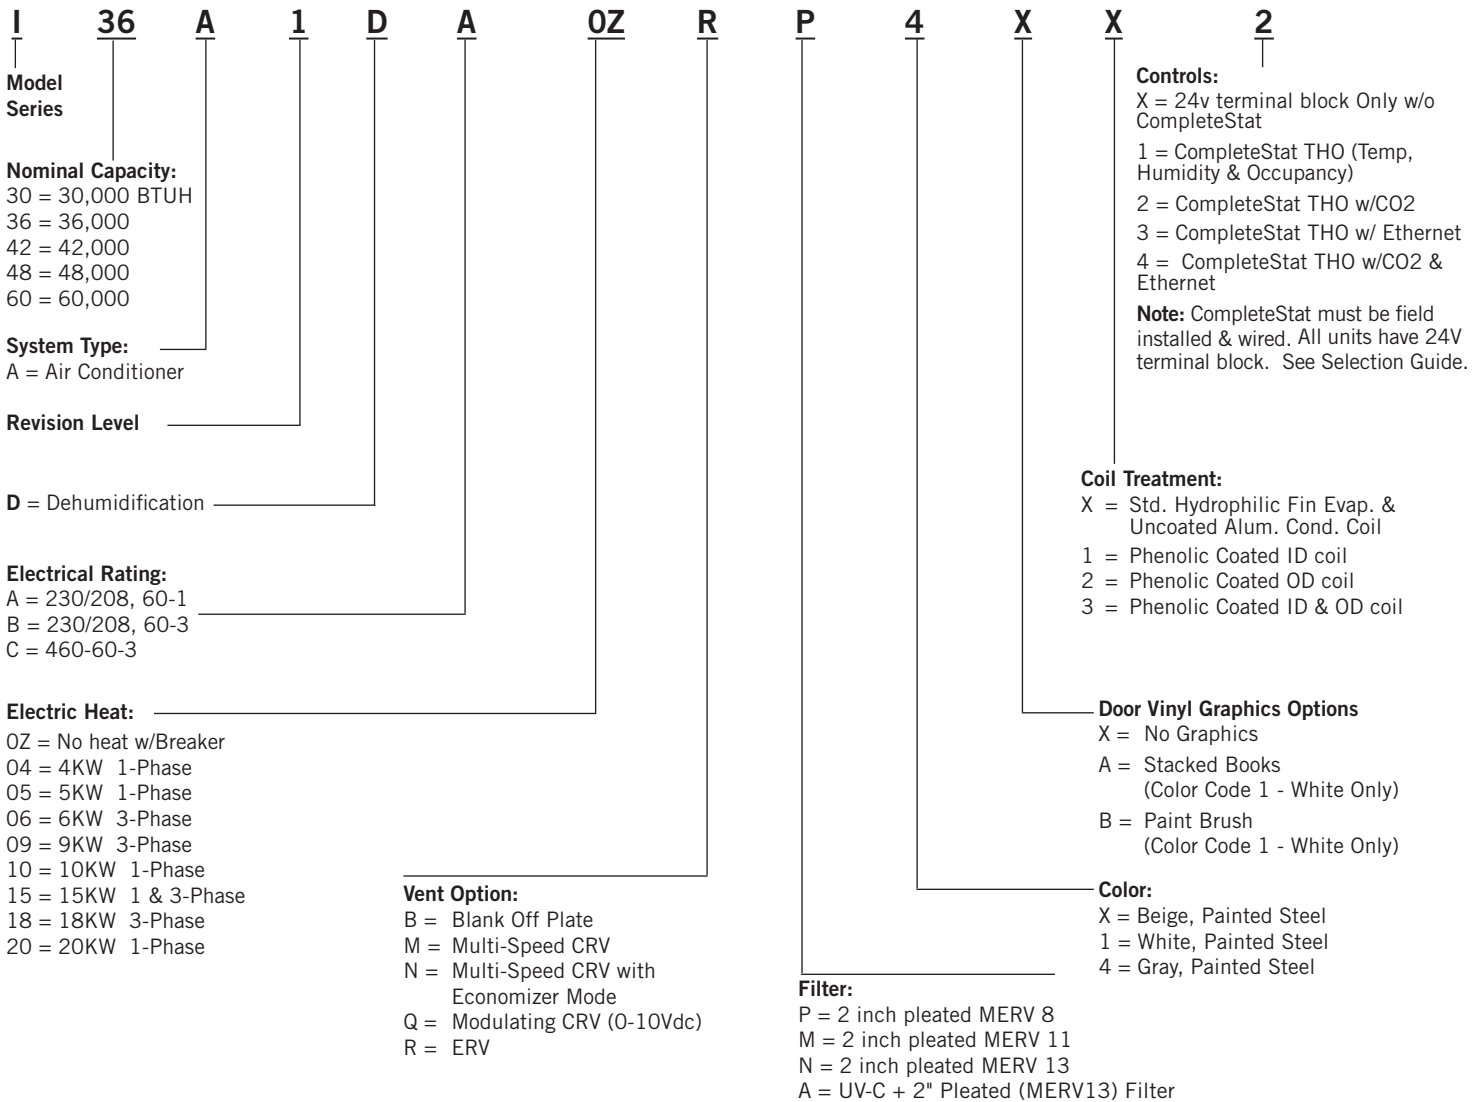 I 36 A 1 D A 0Z R P 4 X X 2
Model
Series
Nominal Capacity:
30 = 30,000 BTUH
36 = 36,000
42 = 42,000
48 = 48,000
60 = 60,000
System Type:
A = Air Conditioner
Revision Level
D = Dehumidification
Electrical Rating:
A = 230/208, 60-1
B = 230/208, 60-3
C = 460-60-3
Electric Heat:
0Z = No heat w/Breaker
04 = 4KW 1-Phase
05 = 5KW 1-Phase
06 = 6KW 3-Phase
09 = 9KW 3-Phase
10 = 10KW 1-Phase
15 = 15KW 1 & 3-Phase
18 = 18KW 3-Phase
20 = 20KW 1-Phase
Vent Option:
B = Blank Off Plate
M = Multi-Speed CRV
N = Multi-Speed CRV with
Economizer Mode
Q = Modulating CRV (0-10Vdc)
R = ERV
Filter:
P = 2 inch pleated MERV 8
M = 2 inch pleated MERV 11
N = 2 inch pleated MERV 13
A = UV-C + 2" Pleated (MERV13) Filter
Color:
X = Beige, Painted Steel
1 = White, Painted Steel
4 = Gray, Painted Steel
Door Vinyl Graphics Options
X = No Graphics
A = Stacked Books
(Color Code 1 - White Only)
B = Paint Brush
(Color Code 1 - White Only)
Coil Treatment:
X = Std. Hydrophilic Fin Evap. &
Uncoated Alum. Cond. Coil
1 = Phenolic Coated ID coil
2 = Phenolic Coated OD coil
3 = Phenolic Coated ID & OD coil
Controls:
X = 24v terminal block Only w/o
CompleteStat
1 = CompleteStat THO (Temp,
Humidity & Occupancy)
2 = CompleteStat THO w/CO2
3 = CompleteStat THO w/ Ethernet
4 = CompleteStat THO w/CO2 &
Ethernet
Note: CompleteStat must be field
installed & wired. All units have 24V
terminal block. See Selection Guide.